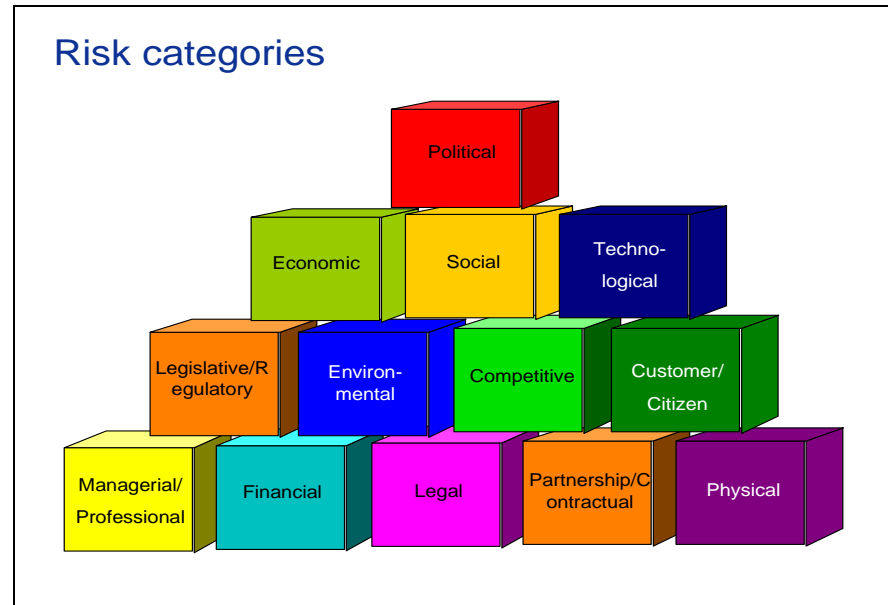 Risk categories
Political
Economic
Social
Techno-
logical
Legislative/R
egulatory
Environ-
mental
Competitive
Customer/
Citizen
Managerial/
Professional
Financial
Legal
Partnership/C
ontractual
Physical